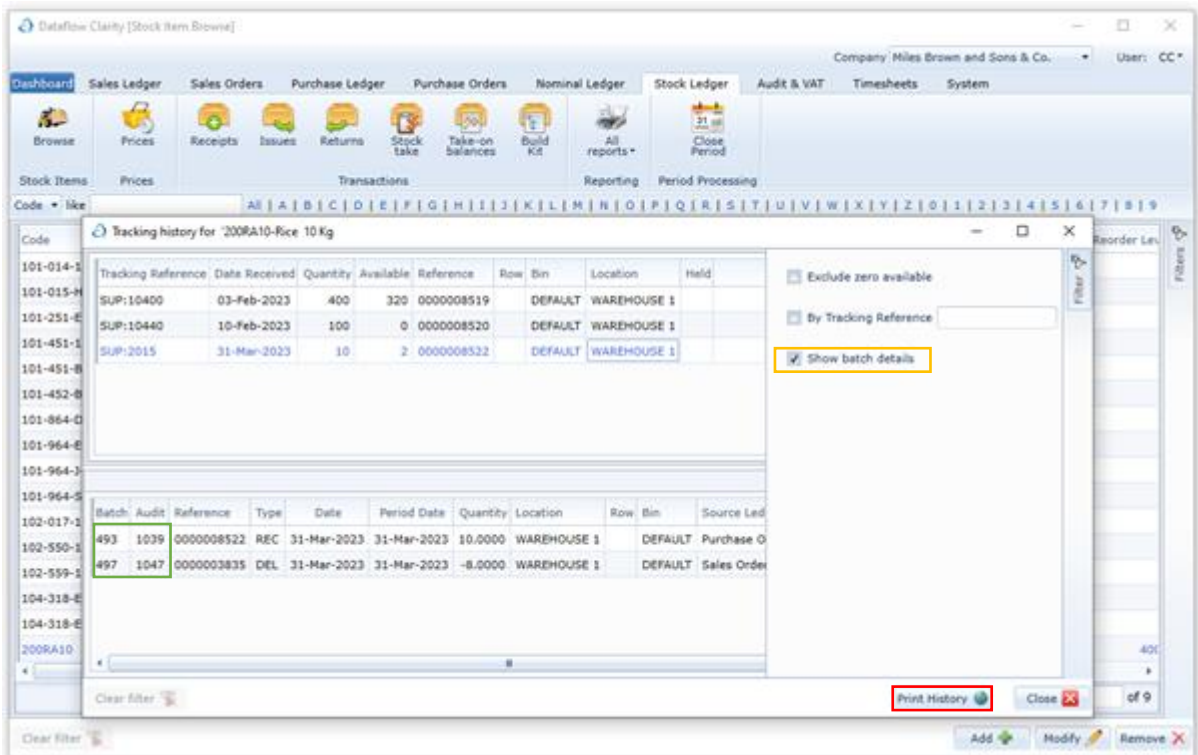 Dataflow Clarity [Stock Item Browse]
Company Miles Brown and Sons & Co. User: CC
Dashboard Sales Ledger Sales Orders Purchase Ledger Purchase Orders Nominal Ledger Stock Ledger Audit & VAT Timesheets System
Browse Prices Receipts Issues Returns Stock take Take-on balances Build Kit All reports Close Period
Stock Items Prices Transactions Reporting Period Processing
Code like All | A | B | C | D | E | F | G | H | I | J | K | L | M | N | O | P | Q | R | S | T | U | V | W | X | Y | Z | 0 | 1 | 2 | 3 | 4 | 5 | 6 | 7 | 8 | 9
Code Reorder Lev Filters
Tracking history for '200RA10-Rice 10 Kg
Tracking Reference Date Received Quantity Available Reference Row Bin Location Held
SUP:10400 03-Feb-2023 400 320 0000008519 DEFAULT WAREHOUSE 1
SUP:10440 10-Feb-2023 100 0 0000008520 DEFAULT WAREHOUSE 1
SUP:2015 31-Mar-2023 10 2 0000008522 DEFAULT WAREHOUSE 1
Exclude zero available
By Tracking Reference
Show batch details
Filter
Batch Audit Reference Type Date Period Date Quantity Location Row Bin Source Led
493 1039 0000008522 REC 31-Mar-2023 31-Mar-2023 10.0000 WAREHOUSE 1 DEFAULT Purchase O
497 1047 0000003835 DEL 31-Mar-2023 31-Mar-2023 -8.0000 WAREHOUSE 1 DEFAULT Sales Order
101-014-1
101-015-H
101-251-E
101-451-1
101-451-B
101-452-B
101-864-D
101-964-E
101-964-J
101-964-S
102-017-1
102-550-1
102-559-1
104-318-E
104-318-E
200RA10 400
Clear filter Print History Close of 9
Clear filter Add Modify Remove